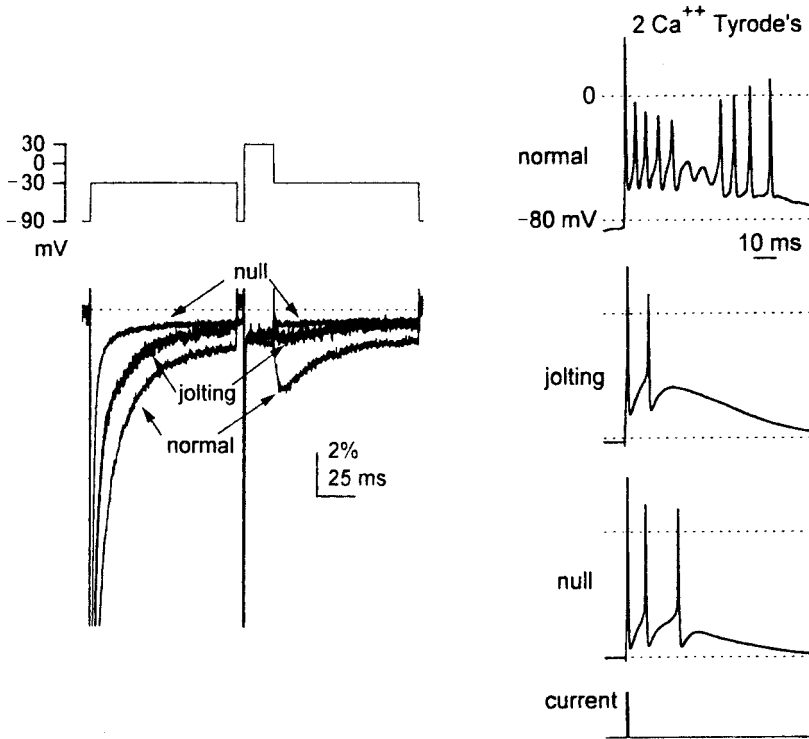 30
0
−30
−90
mV
null
jolting
normal
2%
25 ms
2 Ca++ Tyrode's
0
normal
−80 mV
10 ms
jolting
null
current